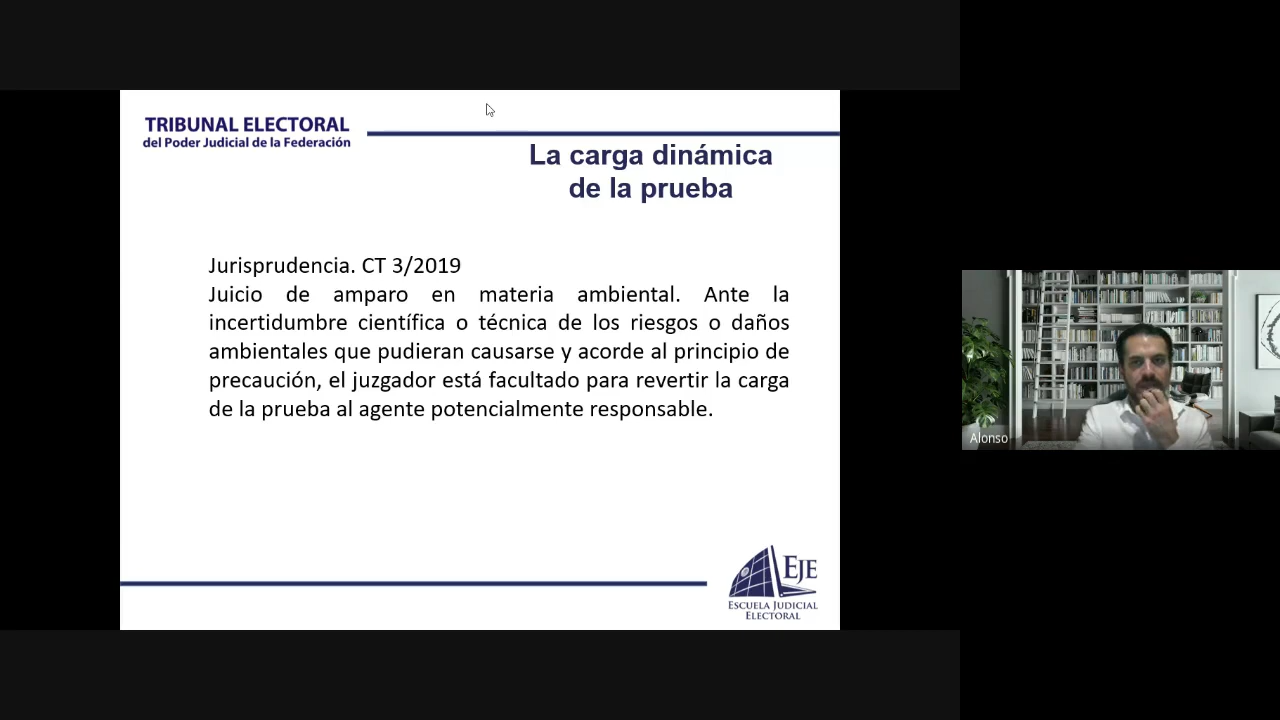 TRIBUNAL ELECTORAL
del Poder Judicial de la Federación
La carga dinámica
de la prueba
Jurisprudencia. CT 3/2019
Juicio de amparo en materia ambiental. Ante la
incertidumbre científica o técnica de los riesgos o daños
ambientales que pudieran causarse y acorde al principio de
precaución, el juzgador está facultado para revertir la carga
de la prueba al agente potencialmente responsable.
Alonso
EJE
ESCUELA JUDICIAL
ELECTORAL